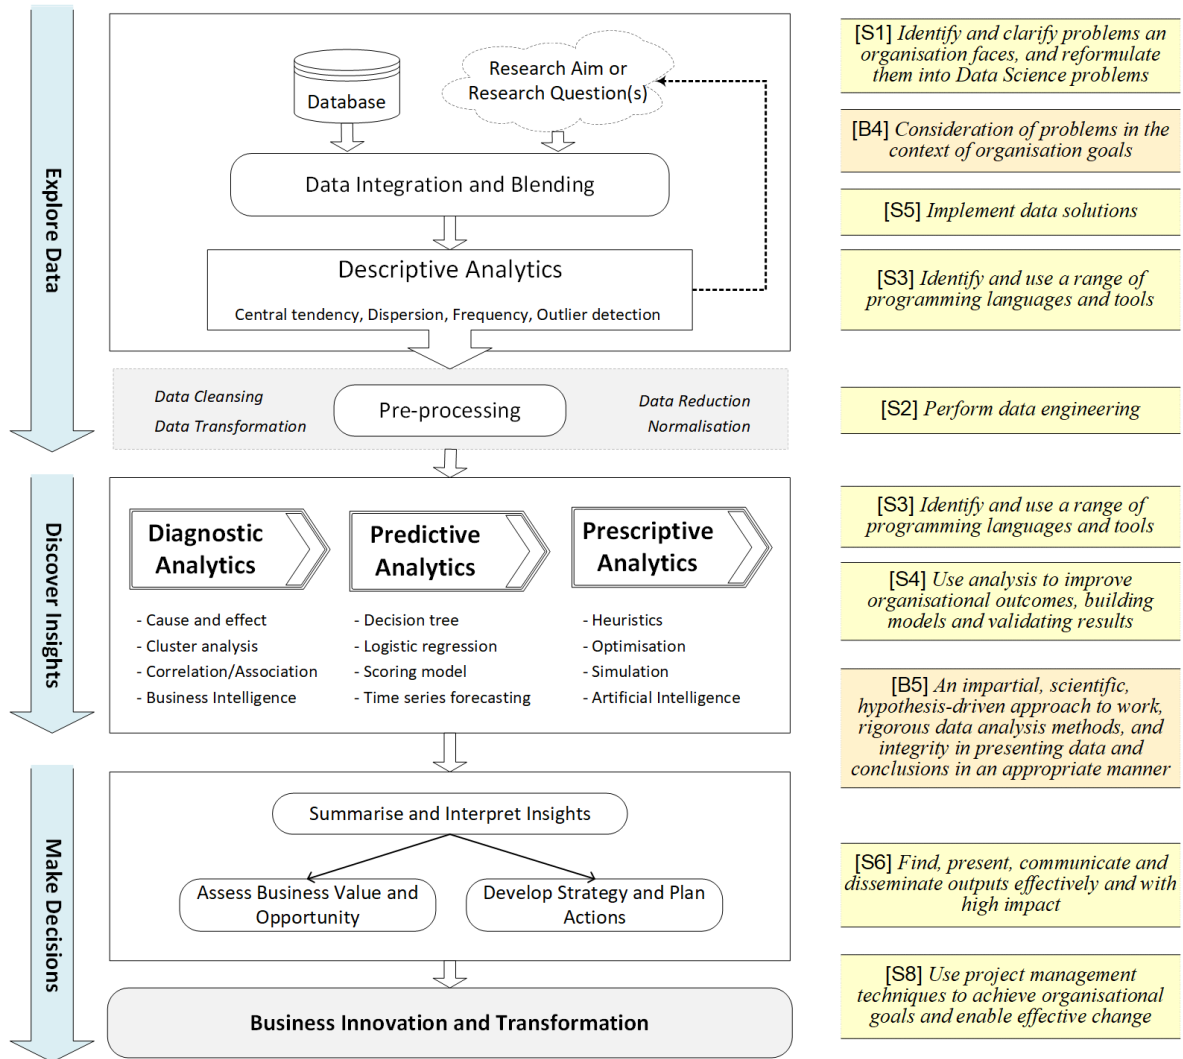 Explore Data
Database
Research Aim or
Research Question(s)
Data Integration and Blending
Descriptive Analytics
Central tendency, Dispersion, Frequency, Outlier detection
Data Cleansing
Data Transformation
Pre-processing
Data Reduction
Normalisation
Discover Insights
Diagnostic
Analytics
- Cause and effect
- Cluster analysis
- Correlation/Association
- Business Intelligence
Predictive
Analytics
- Decision tree
- Logistic regression
- Scoring model
- Time series forecasting
Prescriptive
Analytics
- Heuristics
- Optimisation
- Simulation
- Artificial Intelligence
Make Decisions
Summarise and Interpret Insights
Assess Business Value and
Opportunity
Develop Strategy and Plan
Actions
Business Innovation and Transformation
[S1] Identify and clarify problems an
organisation faces, and reformulate
them into Data Science problems
[B4] Consideration of problems in the
context of organisation goals
[S5] Implement data solutions
[S3] Identify and use a range of
programming languages and tools
[S2] Perform data engineering
[S3] Identify and use a range of
programming languages and tools
[S4] Use analysis to improve
organisational outcomes, building
models and validating results
[B5] An impartial, scientific,
hypothesis-driven approach to work,
rigorous data analysis methods, and
integrity in presenting data and
conclusions in an appropriate manner
[S6] Find, present, communicate and
disseminate outputs effectively and with
high impact
[S8] Use project management
techniques to achieve organisational
goals and enable effective change